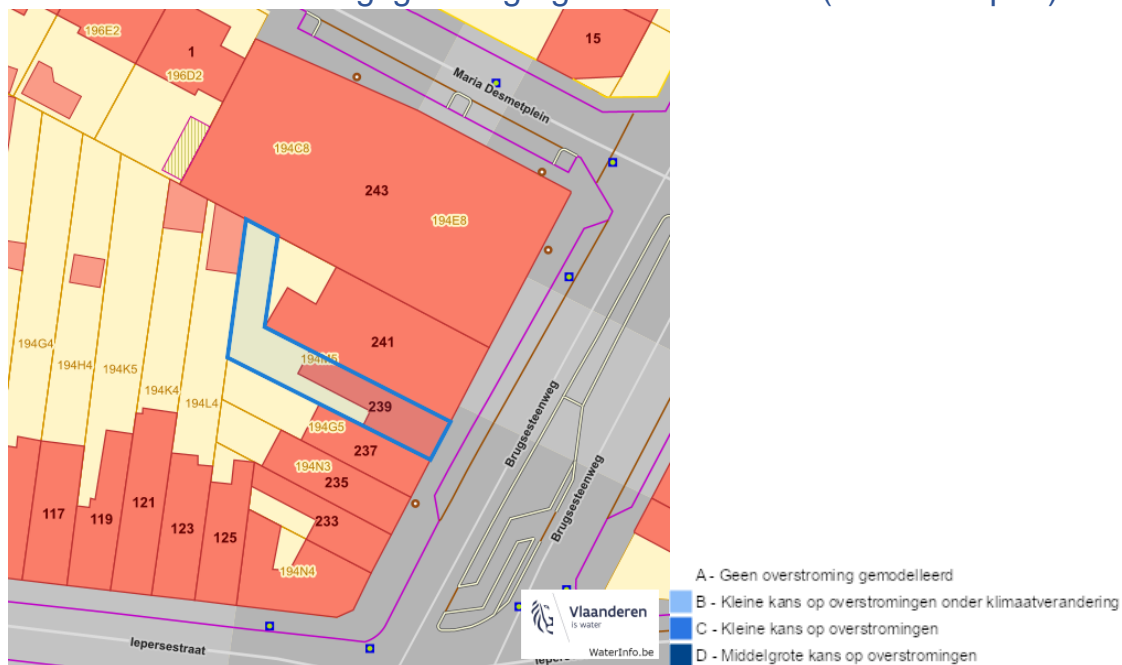 196E2
1
196D2
15
Maria Desmetplein
194C8
243
194E8
241
194G4
194M5
194H4
194K5
239
194K4
194L4
194G5
237
Brugsesteenweg
194N3
235
Brugsesteenweg
121
117
119
123
125
233
194N4
Iepersestraat
Vlaanderen
is water
WaterInfo.be
A - Geen overstroming gemodelleerd
B - Kleine kans op overstromingen onder klimaatverandering
C - Kleine kans op overstromingen
D - Middelgrote kans op overstromingen